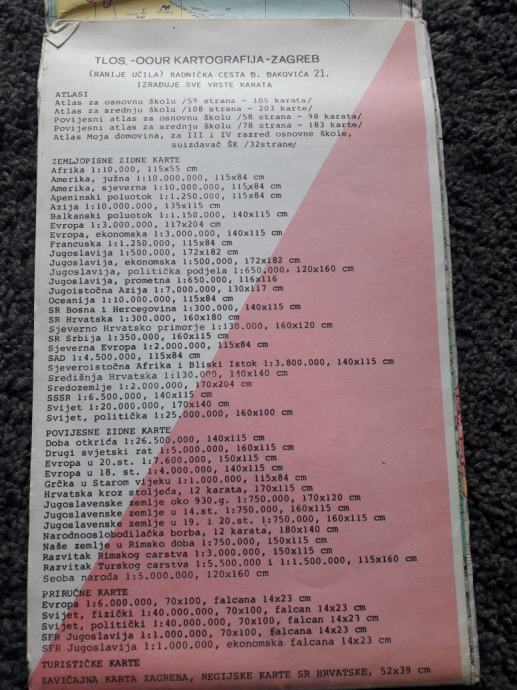 TLOS,-OOUR KARTOGRAFIJA-ZAGREB
(RANIJE UČILA) RADNIČKA CESTA Đ. ĐAKOVIĆA 21.
IZRAĐUJE SVE VRSTE KARATA
ATLASI
Atlas za osnovnu školu /59 strana - 105 karata/
Atlas za srednju školu /108 strana - 203 karte/
Povijesni atlas za osnovnu školu /58 strana - 98 karata/
Povijesni atlas za srednju školu /78 strana - 183 karte/
Atlas Moja domovina, za III i IV razred osnovne škole,
suizdavač ŠK /32strane/
ZEMLJOPISNE ZIDNE KARTE
Afrika 1:10.000, 115x55 cm
Amerika, južna 1:10.000.000, 115x84 cm
Amerika, sjeverna 1:10.000.000, 115x84 cm
Apeninski poluotok 1:1.250.000, 115x84 cm
Azija 1:10.000.000, 135x115 cm
Balkanski poluotok 1:1.150.000, 140x115 cm
Evropa 1:3.000.000, 117x204 cm
Evropa, ekonomska 1:3.000.000, 140x115 cm
Francuska 1:1.250.000, 115x84 cm
Jugoslavija 1:500.000, 172x182 cm
Jugoslavija, ekonomska 1:500.000, 172x182 cm
Jugoslavija, politička podjela 1:650.000, 120x160 cm
Jugoslavija, prometna 1:650.000, 116x116
Jugoistočna Azija 1:7.000.000, 130x117 cm
Oceanija 1:10.000.000, 115x84 cm
SR Bosna i Hercegovina 1:300.000, 140x115 cm
SR Hrvatska 1:300.000, 160x180 cm
Sjeverno Hrvatsko primorje 1:130.000, 160x120 cm
SR Srbija 1:350.000, 160x115 cm
Sjeverna Evropa 1:2.000.000, 115x84 cm
SAD 1:4.500.000, 115x84 cm
Sjeveroistočna Afrika i Bliski Istok 1:3.800.000, 140x115 cm
Središnja Hrvatska 1:130.000, 140x140 cm
Sredozemlje 1:2.000.000, 170x204 cm
SSSR 1:6.500.000, 140x115 cm
Svijet 1:20.000.000, 170x140 cm
Svijet, politička 1:25.000.000, 160x100 cm
POVIJESNE ZIDNE KARTE
Doba otkrića 1:26.500.000, 140x115 cm
Drugi svjetski rat 1:5.000.000, 160x115 cm
Evropa u 20.st. 1:7.600.000, 150x115 cm
Evropa u 18. st. 1:4.000.000, 140x115 cm
Grčka u Starom vijeku 1:1.000.000, 115x84 cm
Hrvatska kroz stoljeća, 12 karata, 170x115 cm
Jugoslavenske zemlje oko 930.g. 1:750.000, 170x120 cm
Jugoslavenske zemlje u 14.st. 1:750.000, 160x115 cm
Jugoslavenske zemlje u 19. i 20.st. 1:750.000, 160x115 cm
Narodnooslobodilačka borba, 12 karata, 180x140 cm
Naše zemlje u Rimsko doba 1:750.000, 150x115 cm
Razvitak Rimskog carstva 1:3.000.000, 150x115 cm
Razvitak Turskog carstva 1:5.500.000 i 1:1.500.000, 115x160 cm
Seoba naroda 1:5.000.000, 120x160 cm
PRIRUČNE KARTE
Evropa 1:6.000.000, 70x100, falcana 14x23 cm
Svijet, fizički 1:40.000.000, 70x100, falcan 14x23 cm
Svijet, politički 1:40.000.000, 70x100, falcan 14x23 cm
SFR Jugoslavija 1:1.000.000, 70x100, falcana 14x23 cm
SFR Jugoslavija 1:1.000.000, ekonomska falcana 14x23 cm
TURISTIČKE KARTE
ZAVIČAJNA KARTA ZAGREBA, REGIJSKE KARTE SR HRVATSKE, 52x39 cm